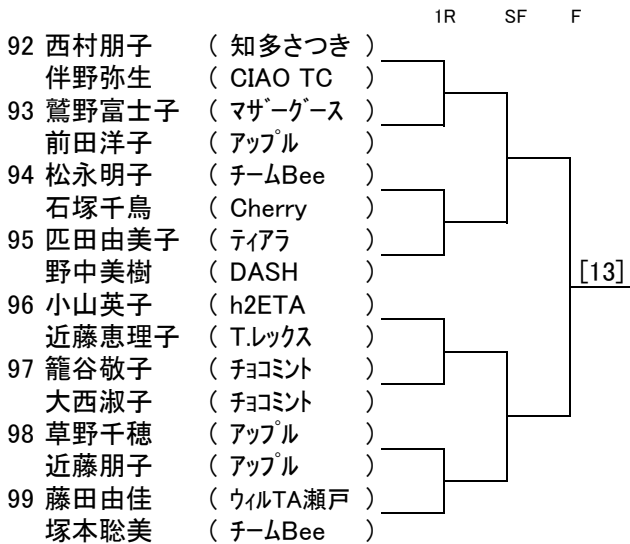 1R SF F
92 西村朋子 ( 知多さつき )
伴野弥生 ( CIAO TC )
93 鷲野富士子 ( マザーグース )
前田洋子 ( アップル )
94 松永明子 ( チームBee )
石塚千鳥 ( Cherry )
95 匹田由美子 ( ティアラ )
野中美樹 ( DASH )
[13]
96 小山英子 ( h2ETA )
近藤恵理子 ( T.レックス )
97 籠谷敬子 ( チョコミント )
大西淑子 ( チョコミント )
98 草野千穂 ( アップル )
近藤朋子 ( アップル )
99 藤田由佳 ( ウィルTA瀬戸 )
塚本聡美 ( チームBee )